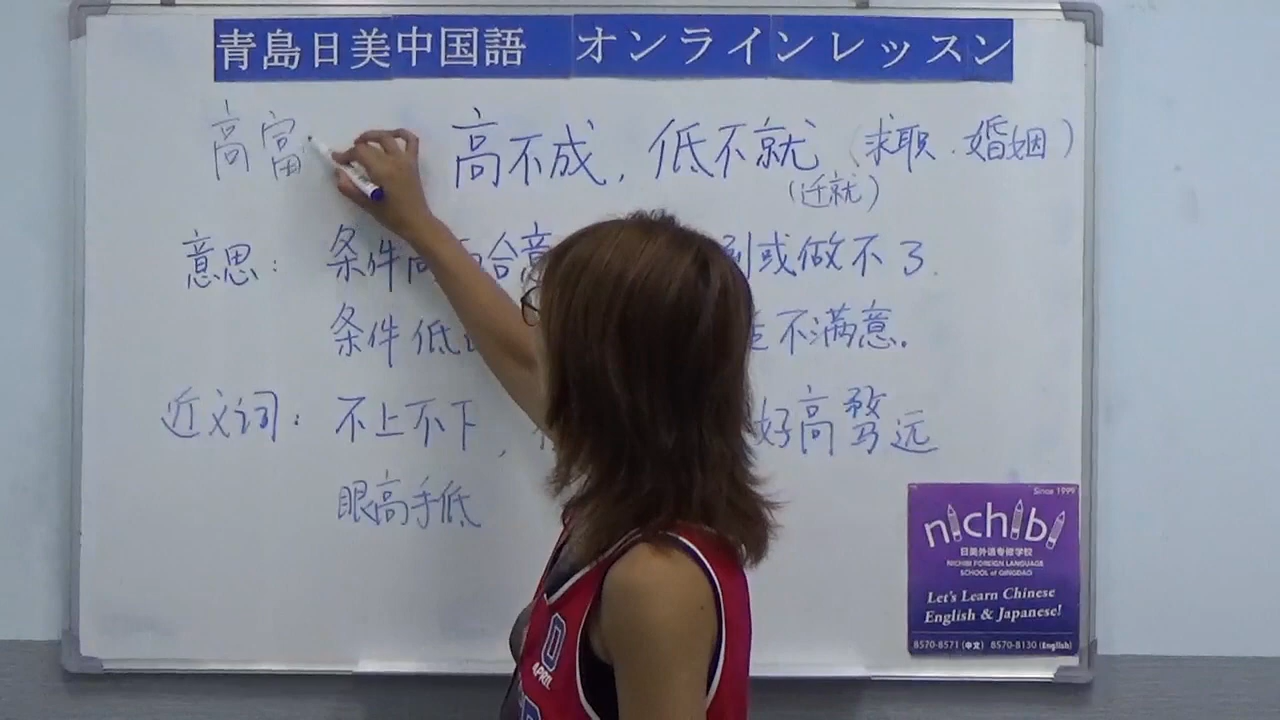 青島日美中国語 オンラインレッスン
高富 高不成，低不就（求职．婚姻）
（迁就）
意思： 条件高 合意 或做不了.
条件低 不满意.
近文词： 不上不下， 好高骛远
眼高手低
Since 1999
nichibi
日美外语专修学校
NICHIBI FOREIGN LANGUAGE
SCHOOL of QINGDAO
Let's Learn Chinese
English & Japanese!
8570-8571 (中文) 8570-8130 (English)
0
APRIL